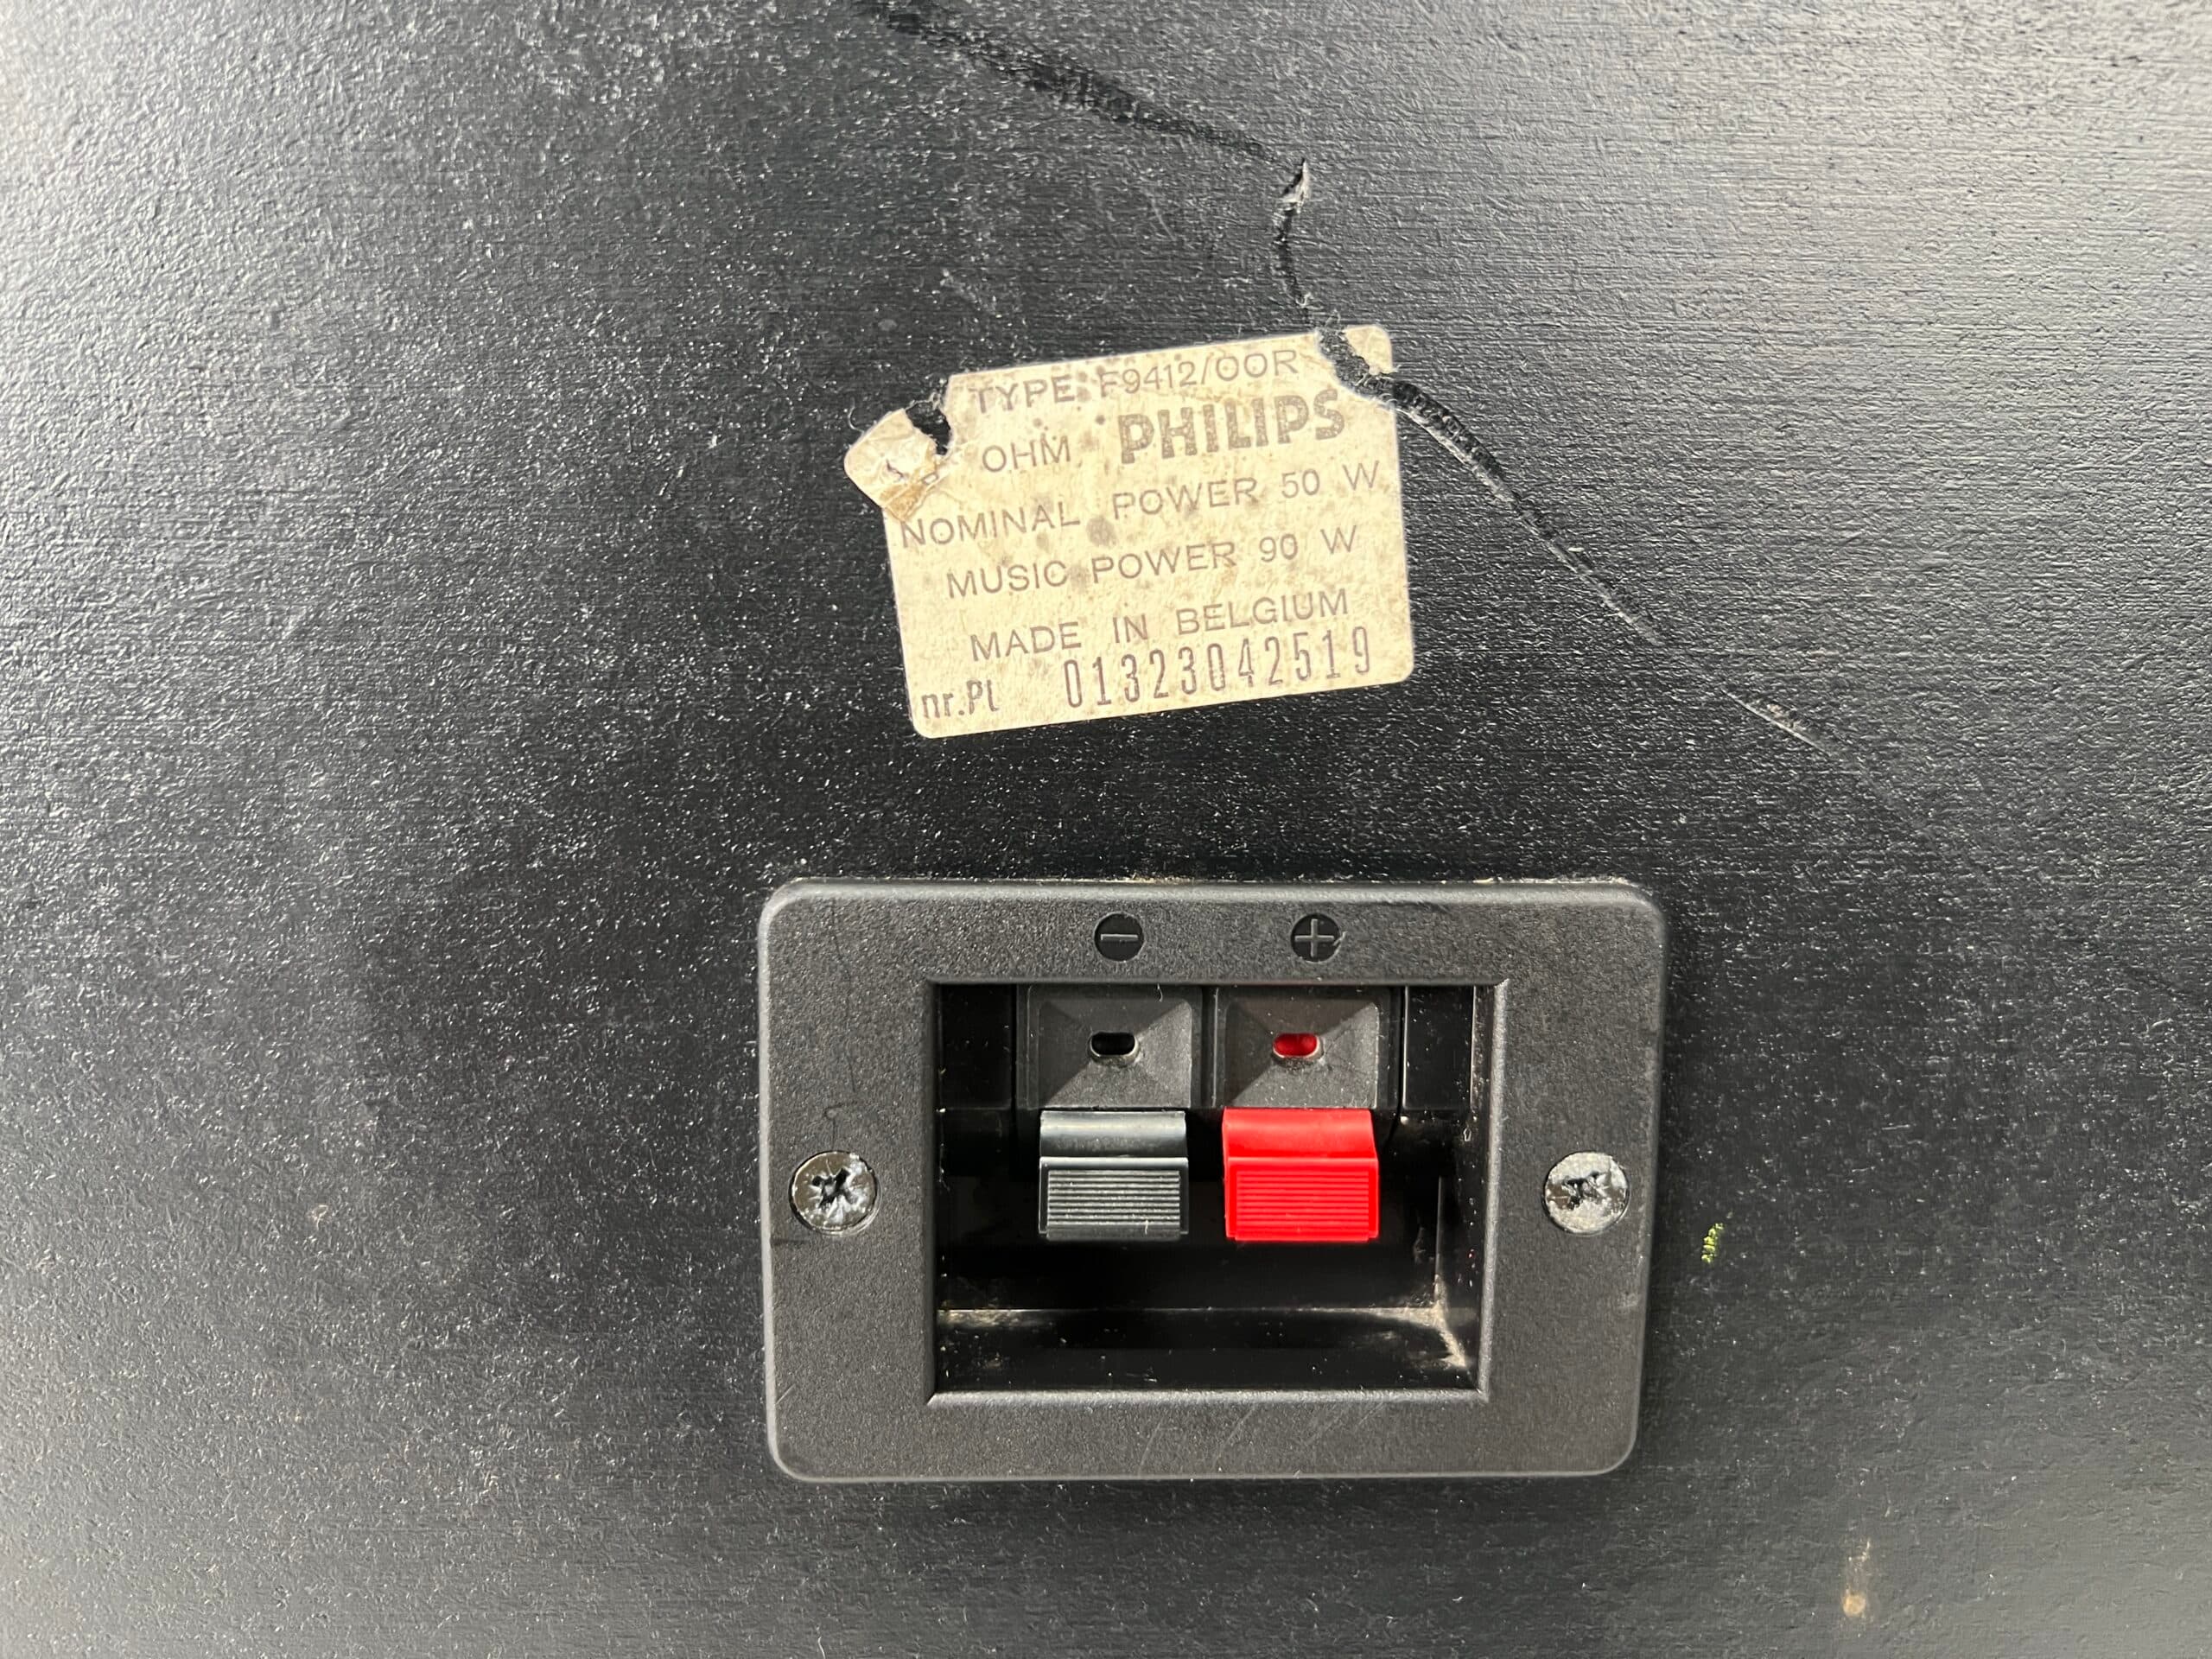 TYPE F9412/00R
OHM PHILIPS
NOMINAL POWER 50 W
MUSIC POWER 90 W
MADE IN BELGIUM
nr.PL 01323042519
- +